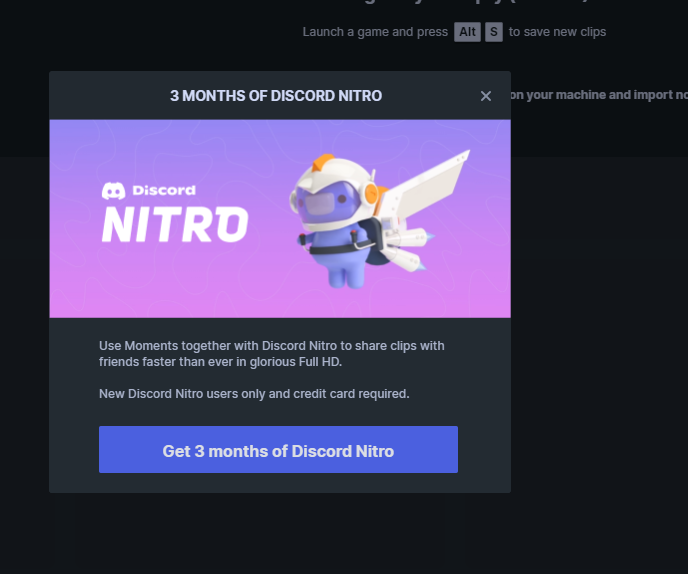 Launch a game and press Alt S to save new clips
3 MONTHS OF DISCORD NITRO
on your machine and import
Discord
NITRO
Use Moments together with Discord Nitro to share clips with
friends faster than ever in glorious Full HD.
New Discord Nitro users only and credit card required.
Get 3 months of Discord Nitro